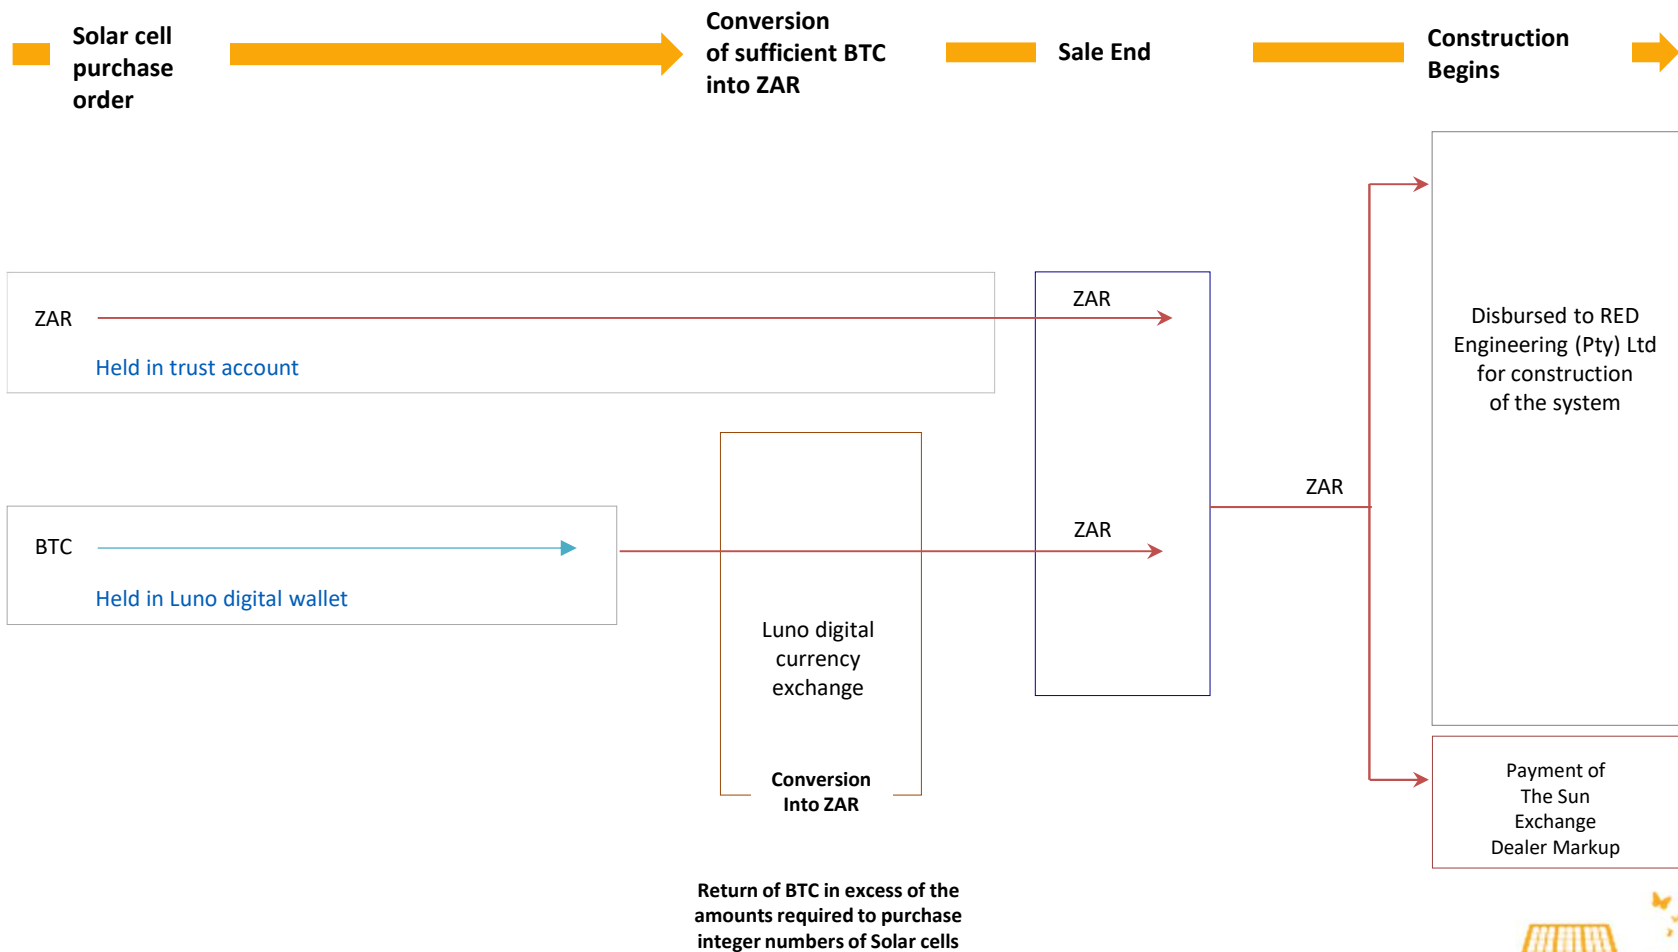 Solar cell
purchase
order
Conversion
of sufficient BTC
into ZAR
Sale End
Construction
Begins
ZAR
Held in trust account
ZAR
Disbursed to RED
Engineering (Pty) Ltd
for construction
of the system
ZAR
BTC
Held in Luno digital wallet
ZAR
Luno digital
currency
exchange
Conversion
Into ZAR
Payment of
The Sun
Exchange
Dealer Markup
Return of BTC in excess of the
amounts required to purchase
integer numbers of Solar cells